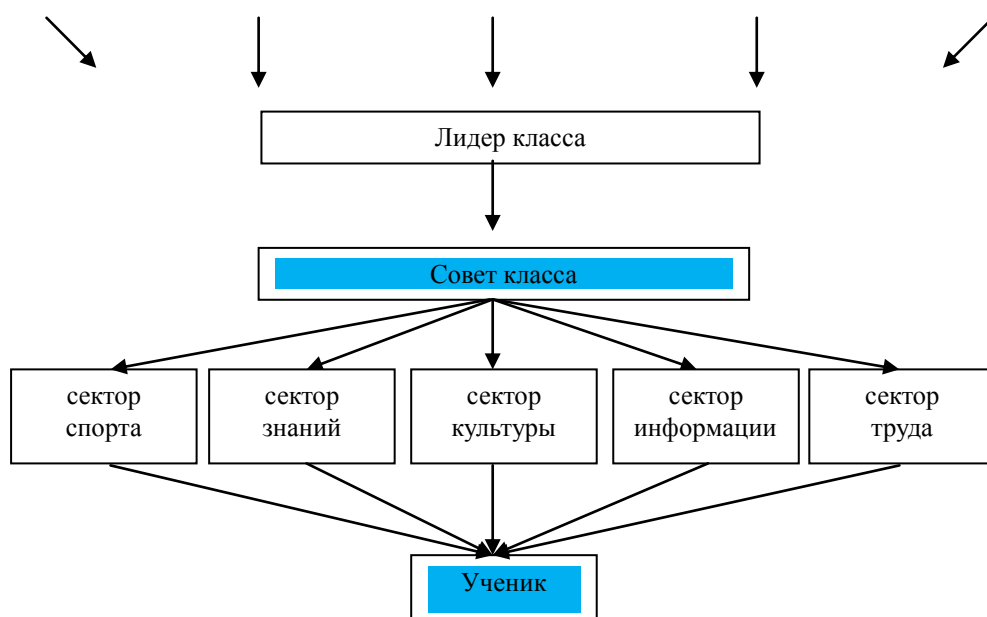 Лидер класса
Совет класса
сектор
спорта
сектор
знаний
сектор
культуры
сектор
информации
сектор
труда
Ученик